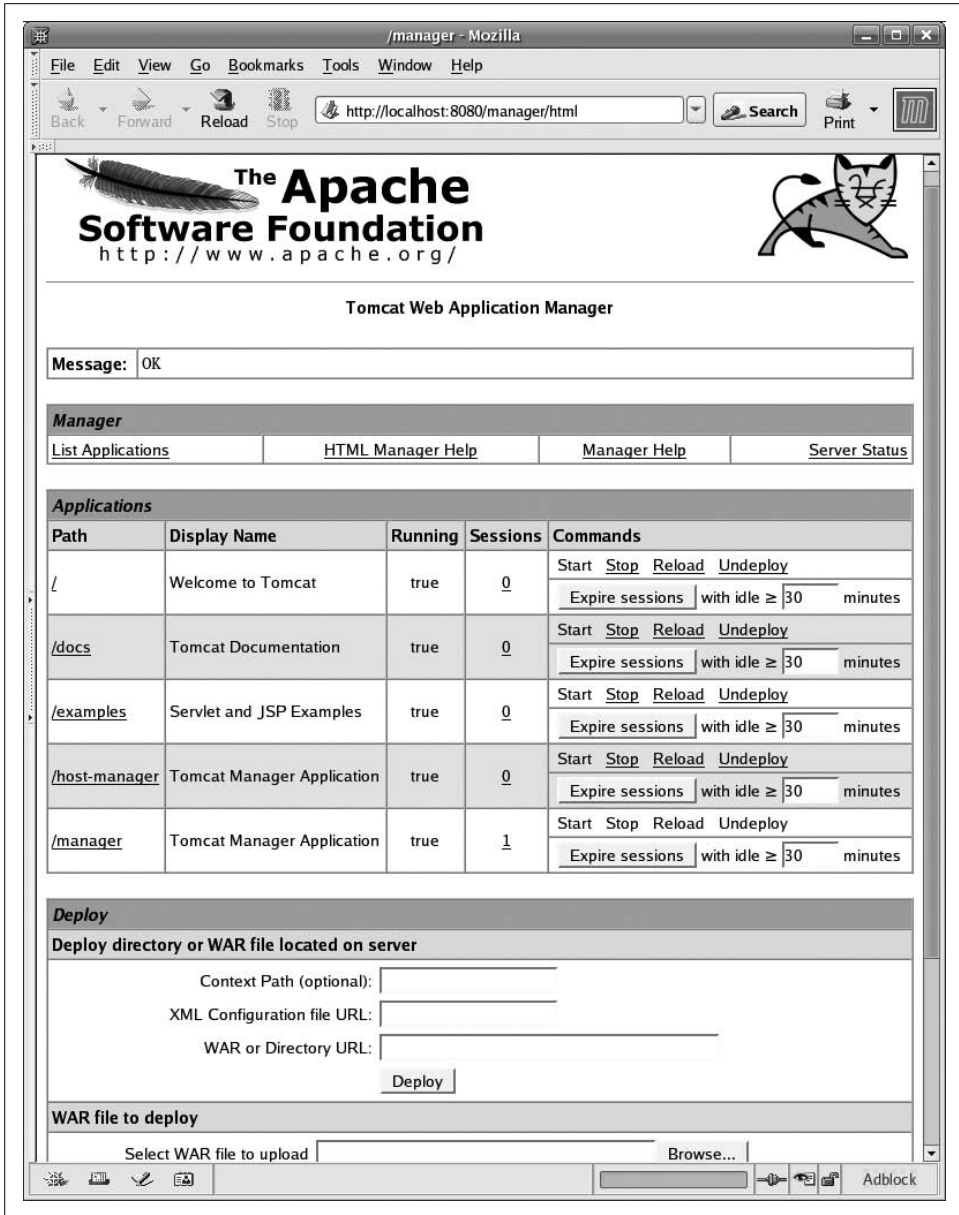 /manager - Mozilla
File Edit View Go Bookmarks Tools Window Help
Back Forward Reload Stop http://localhost:8080/manager/html Search Print
The Apache
Software Foundation
http://www.apache.org/
Tomcat Web Application Manager
Message: OK
Manager
List Applications HTML Manager Help Manager Help Server Status
Applications
Path Display Name Running Sessions Commands
/ Welcome to Tomcat true 0 Start Stop Reload Undeploy
Expire sessions with idle ≥ 30 minutes
/docs Tomcat Documentation true 0 Start Stop Reload Undeploy
Expire sessions with idle ≥ 30 minutes
/examples Servlet and JSP Examples true 0 Start Stop Reload Undeploy
Expire sessions with idle ≥ 30 minutes
/host-manager Tomcat Manager Application true 0 Start Stop Reload Undeploy
Expire sessions with idle ≥ 30 minutes
/manager Tomcat Manager Application true 1 Start Stop Reload Undeploy
Expire sessions with idle ≥ 30 minutes
Deploy
Deploy directory or WAR file located on server
Context Path (optional):
XML Configuration file URL:
WAR or Directory URL:
Deploy
WAR file to deploy
Select WAR file to upload Browse...
Adblock